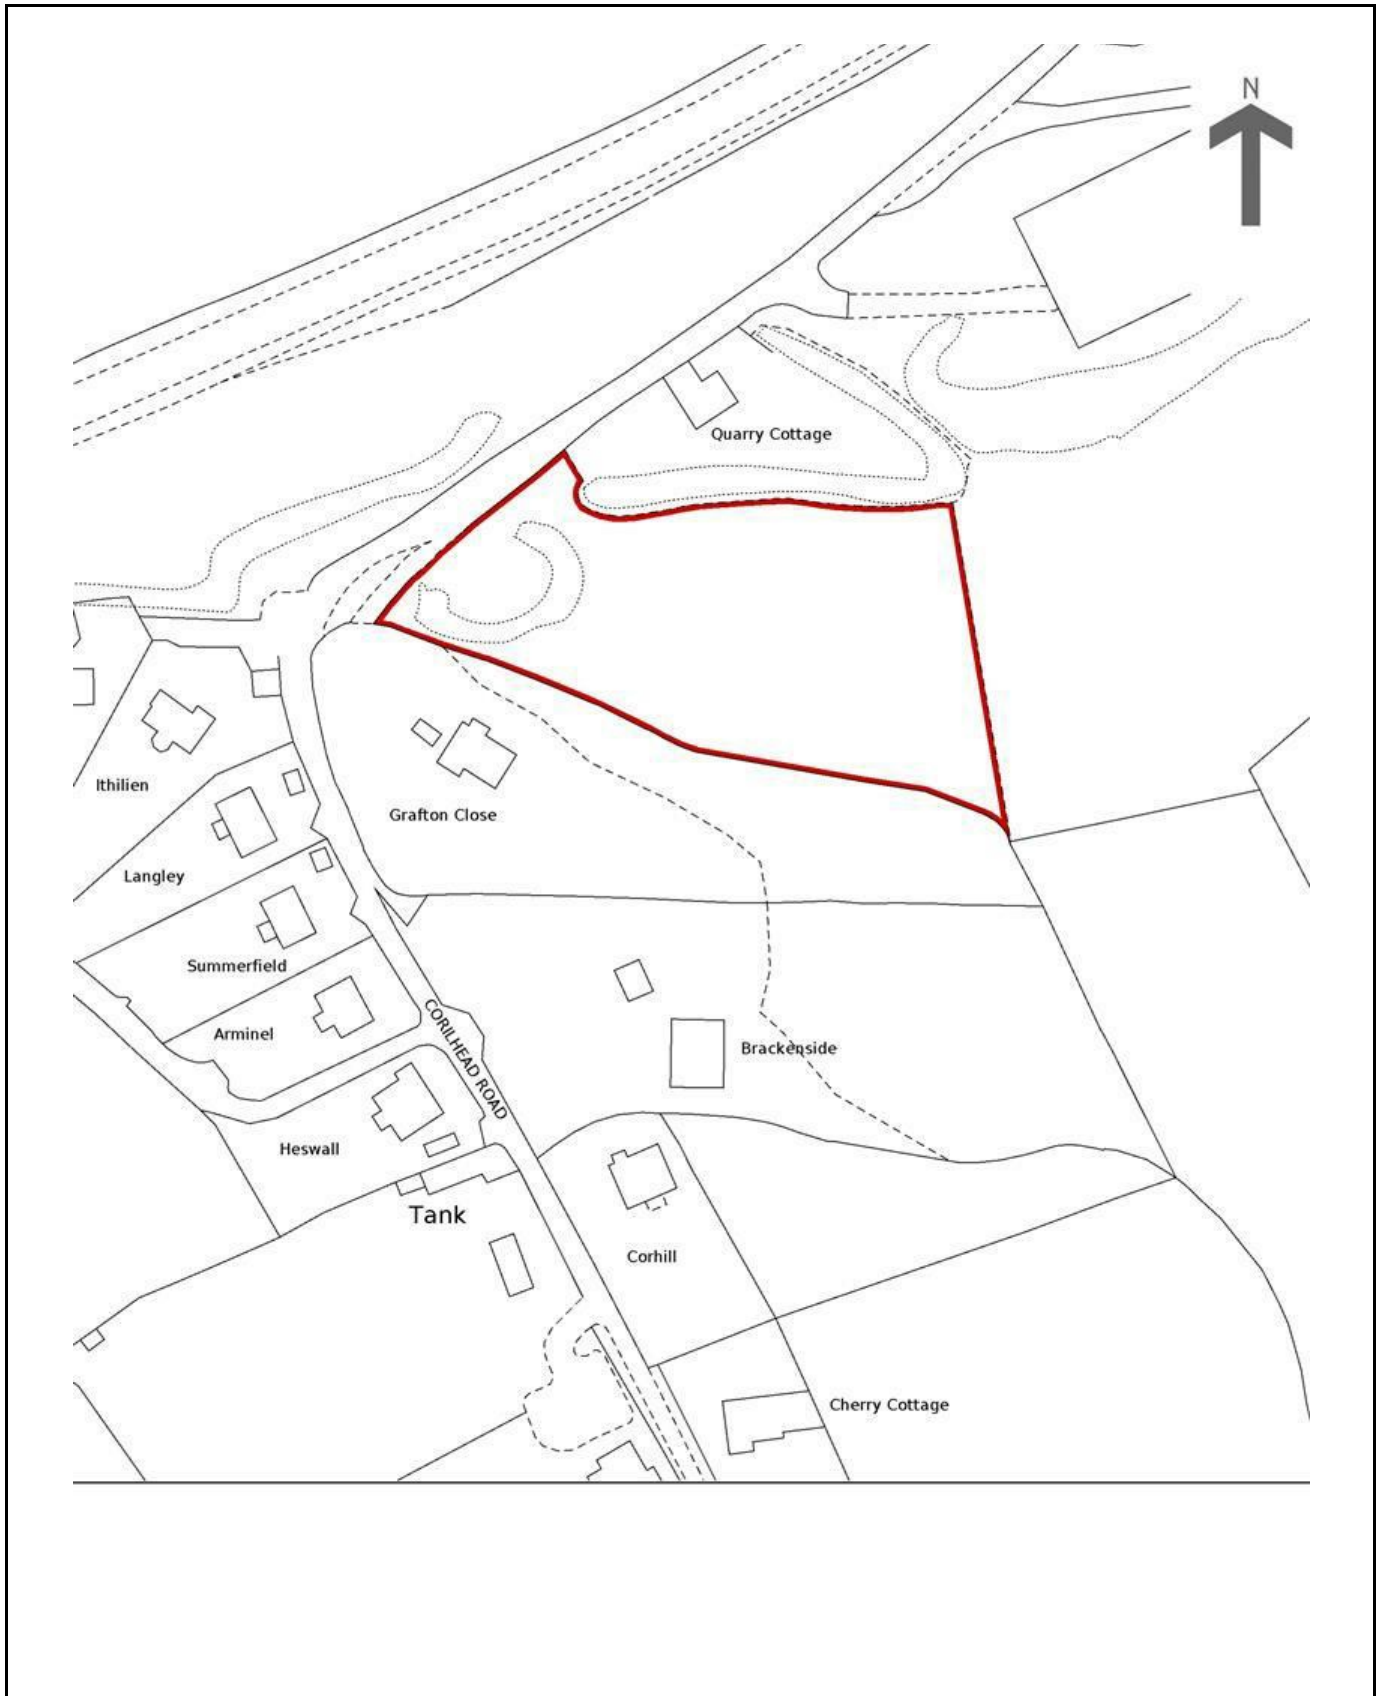 N
Quarry Cottage
Ithilien
Grafton Close
Langley
Summerfield
Arminel
CORILHEAD ROAD
Brackenside
Heswall
Tank
Corhill
Cherry Cottage